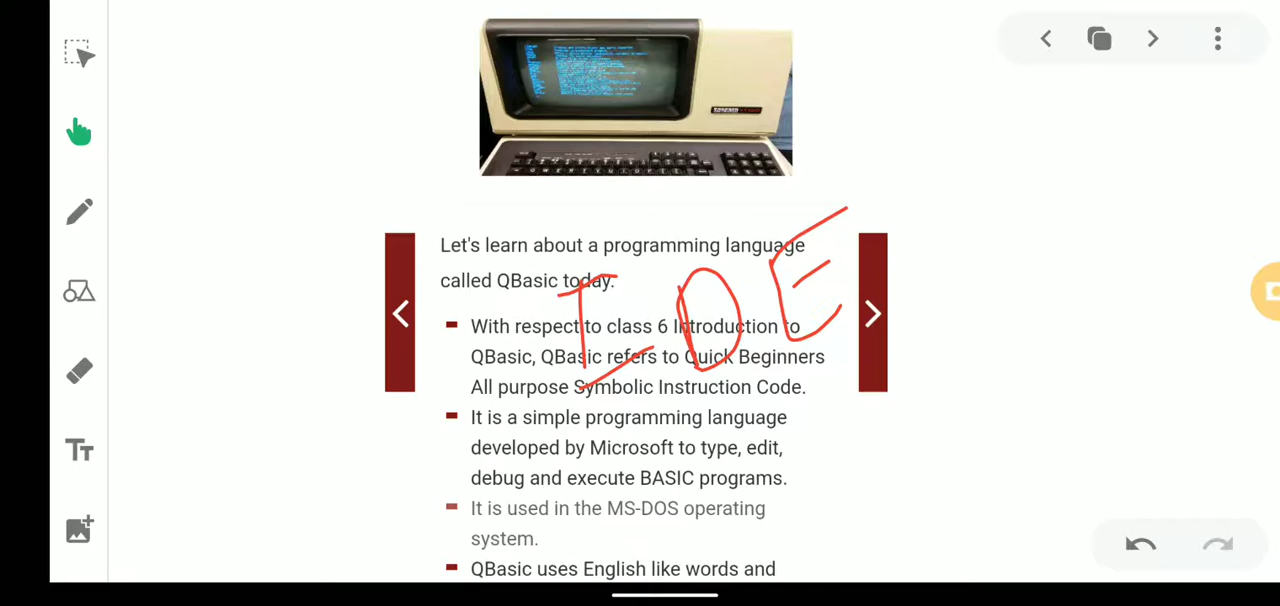 Let's learn about a programming language
called QBasic today.
With respect to class 6 Introduction to
QBasic, QBasic refers to Quick Beginners
All purpose Symbolic Instruction Code.
It is a simple programming language
developed by Microsoft to type, edit,
debug and execute BASIC programs.
It is used in the MS-DOS operating
system.
QBasic uses English like words and
IDE
Tт